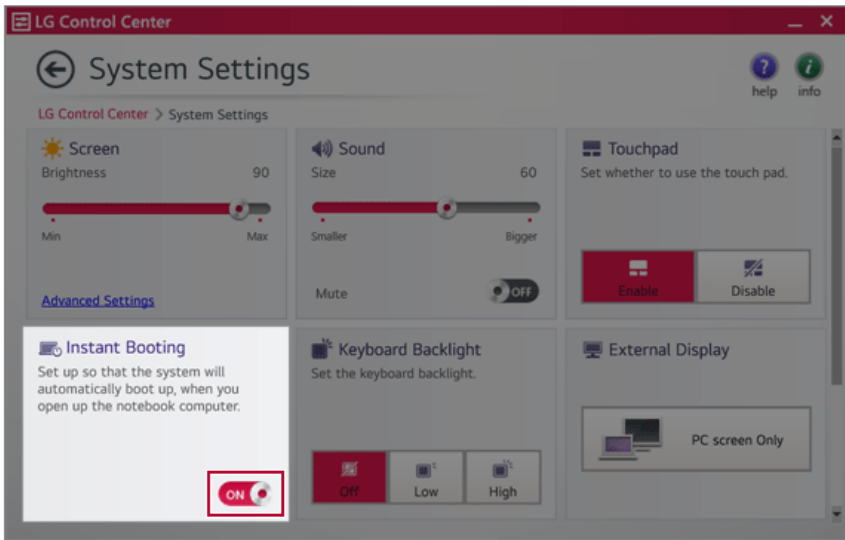 LG Control Center
System Settings
help
info
LG Control Center > System Settings
Screen
Brightness 90
Min Max
Advanced Settings
Sound
Size 60
Smaller Bigger
Mute OFF
Touchpad
Set whether to use the touch pad.
Enable Disable
Instant Booting
Set up so that the system will
automatically boot up, when you
open up the notebook computer.
ON
Keyboard Backlight
Set the keyboard backlight.
Off Low High
External Display
PC screen Only